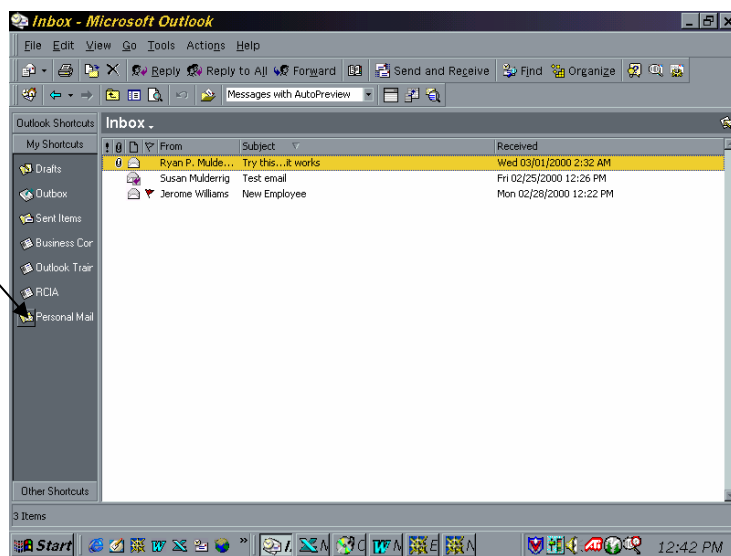 Inbox - Microsoft Outlook
File Edit View Go Tools Actions Help
Reply Reply to All Forward Send and Receive Find Organize
Messages with AutoPreview
Outlook Shortcuts Inbox
My Shortcuts From Subject Received
Ryan P. Mulde... Try this...it works Wed 03/01/2000 2:32 AM
Drafts
Susan Mulderrig Test email Fri 02/25/2000 12:26 PM
Outbox Jerome Williams New Employee Mon 02/28/2000 12:22 PM
Sent Items
Business Cor
Outlook Train
RCIA
Personal Mail
Other Shortcuts
3 Items
Start 12:42 PM